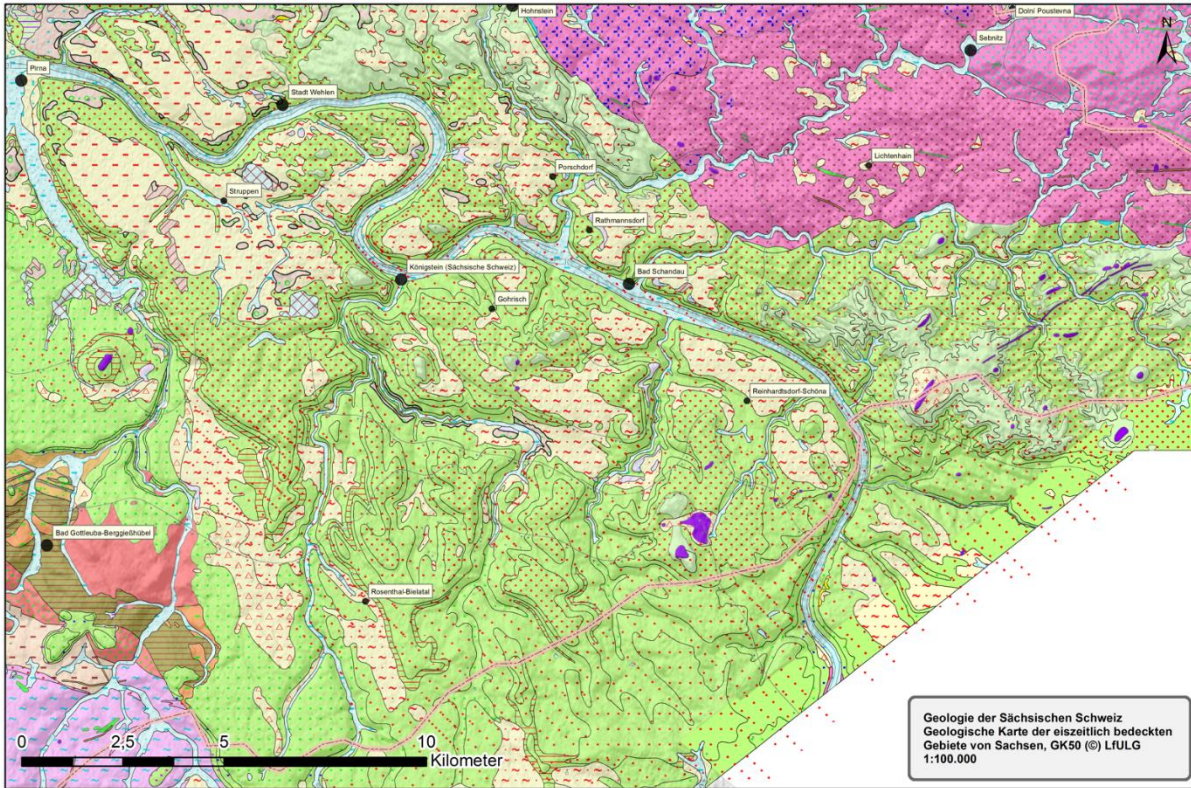 Hohnstein
Dolni Poustevna
N
Sebnitz
Pirna
Stadt Wehlen
Lichtenhain
Porschdorf
Struppen
Rathmannsdorf
Königstein (Sächsische Schweiz)
Bad Schandau
Gohrisch
Reinhardtsdorf-Schöna
Bad Gottleuba-Berggießhübel
Rosenthal-Bielatal
0 2,5 5 10
Kilometer
Geologie der Sächsischen Schweiz
Geologische Karte der eiszeitlich bedeckten
Gebiete von Sachsen, GK50 (©) LfULG
1:100.000